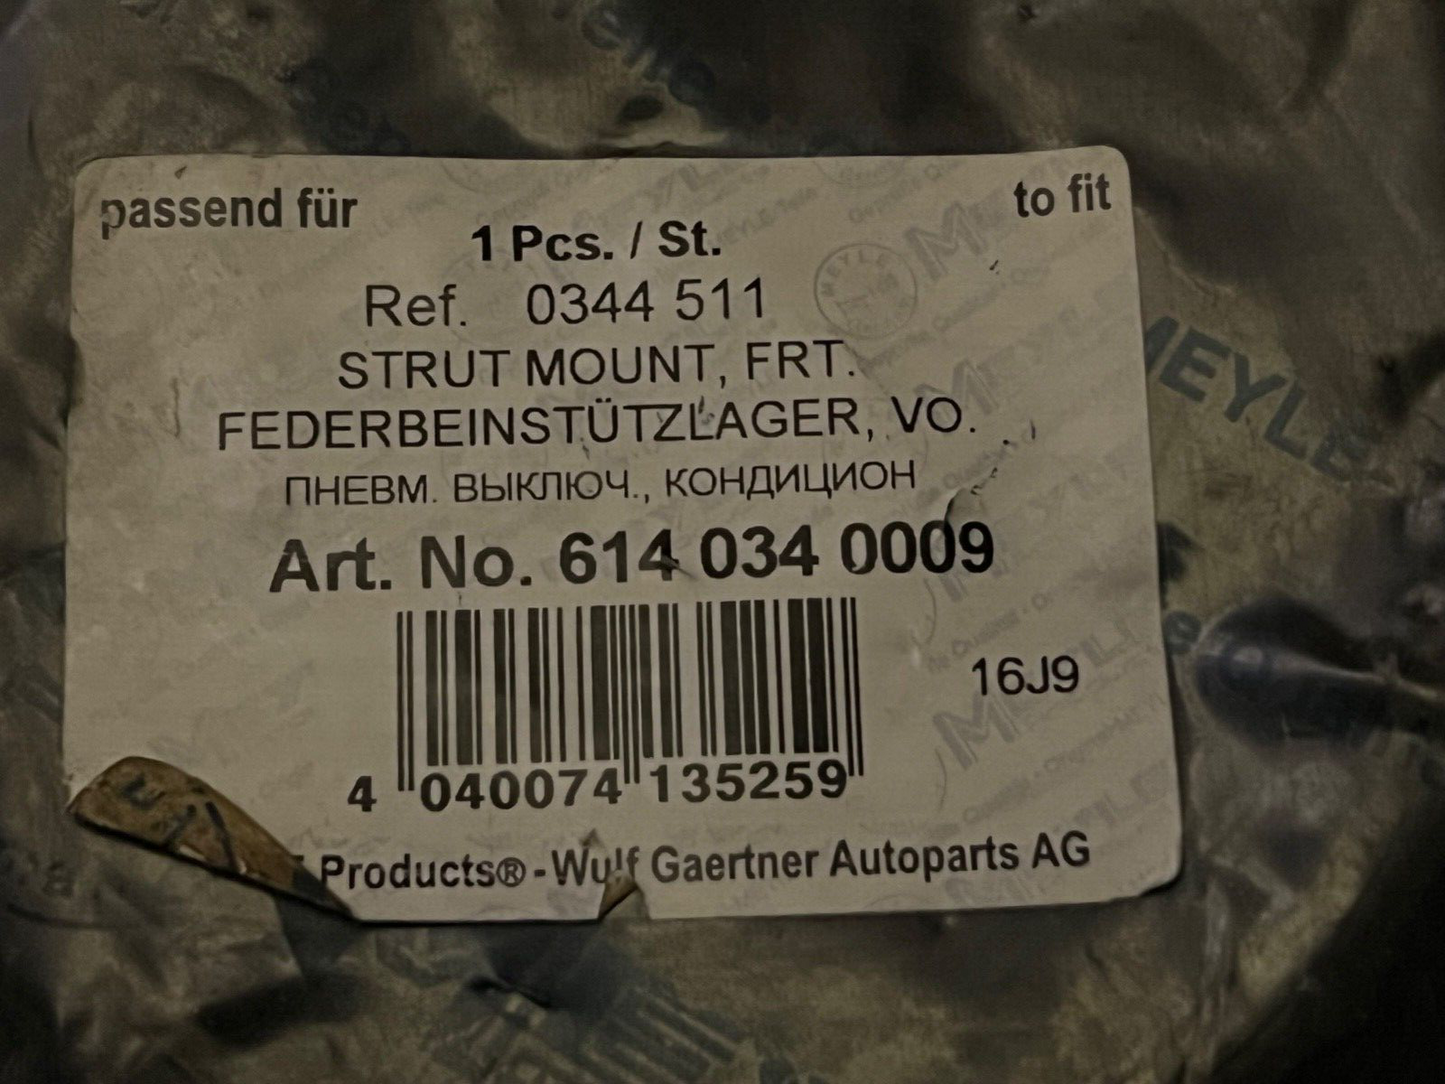 passend für
to fit
1 Pcs. / St.
Ref. 0344 511
STRUT MOUNT, FRT.
FEDERBEINSTÜTZLAGER, VO.
ПНЕВМ. ВЫКЛЮЧ., КОНДИЦИОН
Art. No. 614 034 0009
16J9
4 040074 135259
Products®-Wulf Gaertner Autoparts AG
MEYLE